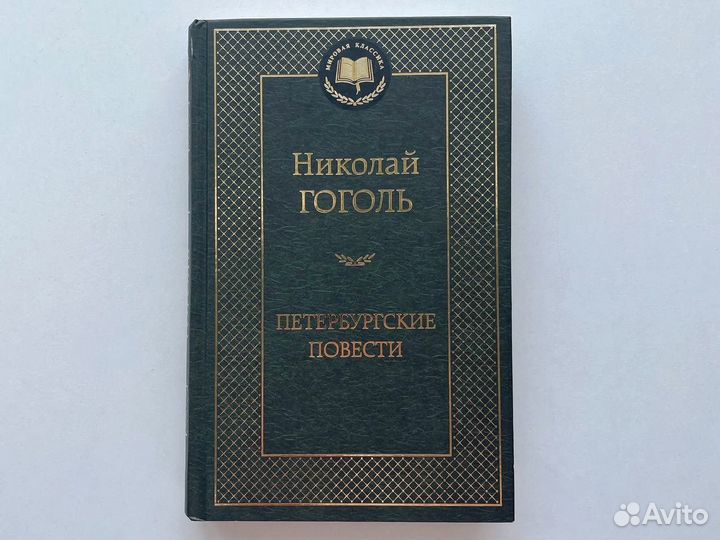 МИРОВАЯ КЛАССИКА
Николай
ГОГОЛЬ
ПЕТЕРБУРГСКИЕ
ПОВЕСТИ
Avito